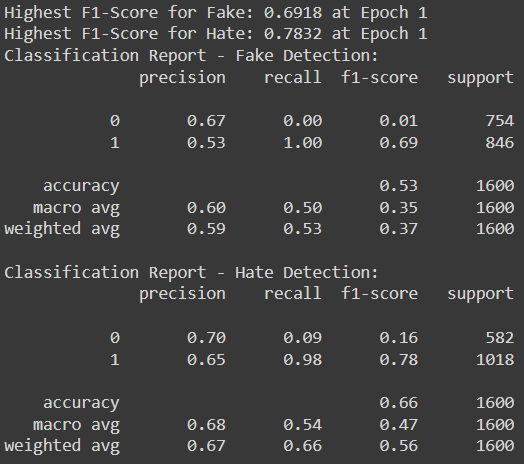 Highest F1-Score for Fake: 0.6918 at Epoch 1
Highest F1-Score for Hate: 0.7832 at Epoch 1
Classification Report - Fake Detection:
              precision    recall  f1-score   support

           0       0.67      0.00      0.01       754
           1       0.53      1.00      0.69       846

    accuracy                           0.53      1600
   macro avg       0.60      0.50      0.35      1600
weighted avg       0.59      0.53      0.37      1600

Classification Report - Hate Detection:
              precision    recall  f1-score   support

           0       0.70      0.09      0.16       582
           1       0.65      0.98      0.78      1018

    accuracy                           0.66      1600
   macro avg       0.68      0.54      0.47      1600
weighted avg       0.67      0.66      0.56      1600